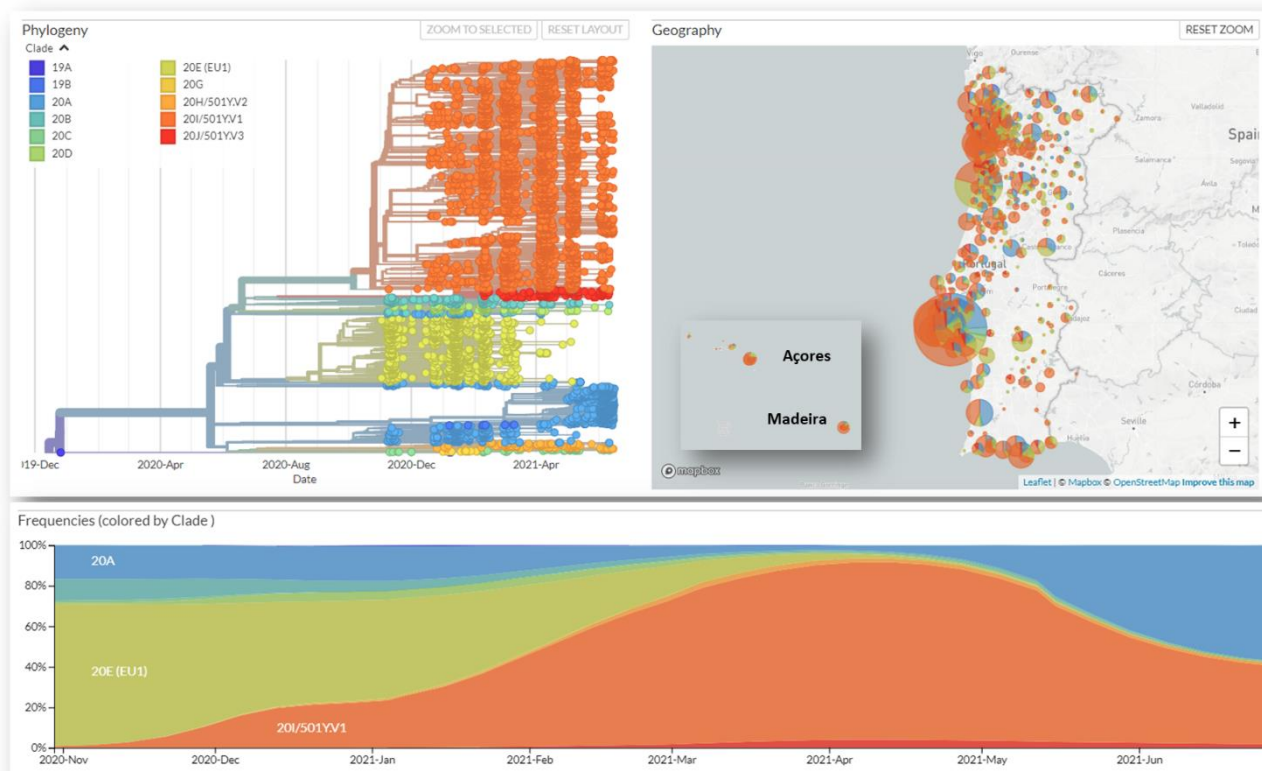 Phylogeny
ZOOM TO SELECTED
RESET LAYOUT
Clade
19A
19B
20A
20B
20C
20D
20E (EU1)
20G
20H/501Y.V2
20I/501Y.V1
20J/501Y.V3
2020-Apr
2020-Aug
2020-Dec
2021-Apr
Date
Geography
RESET ZOOM
Vigo
Ourense
Valladolid
Zamora
Salamanca
Ávila
Plasencia
Portugal
Cáceres
Córdoba
Seville
Huelva
Açores
Madeira
+
−
mapbox
Leaflet | © Mapbox © OpenStreetMap Improve this map
Frequencies (colored by Clade )
100%
80%
60%
40%
20%
0%
20A
20E (EU1)
20I/501Y.V1
2020-Nov
2020-Dec
2021-Jan
2021-Feb
2021-Mar
2021-Apr
2021-May
2021-Jun